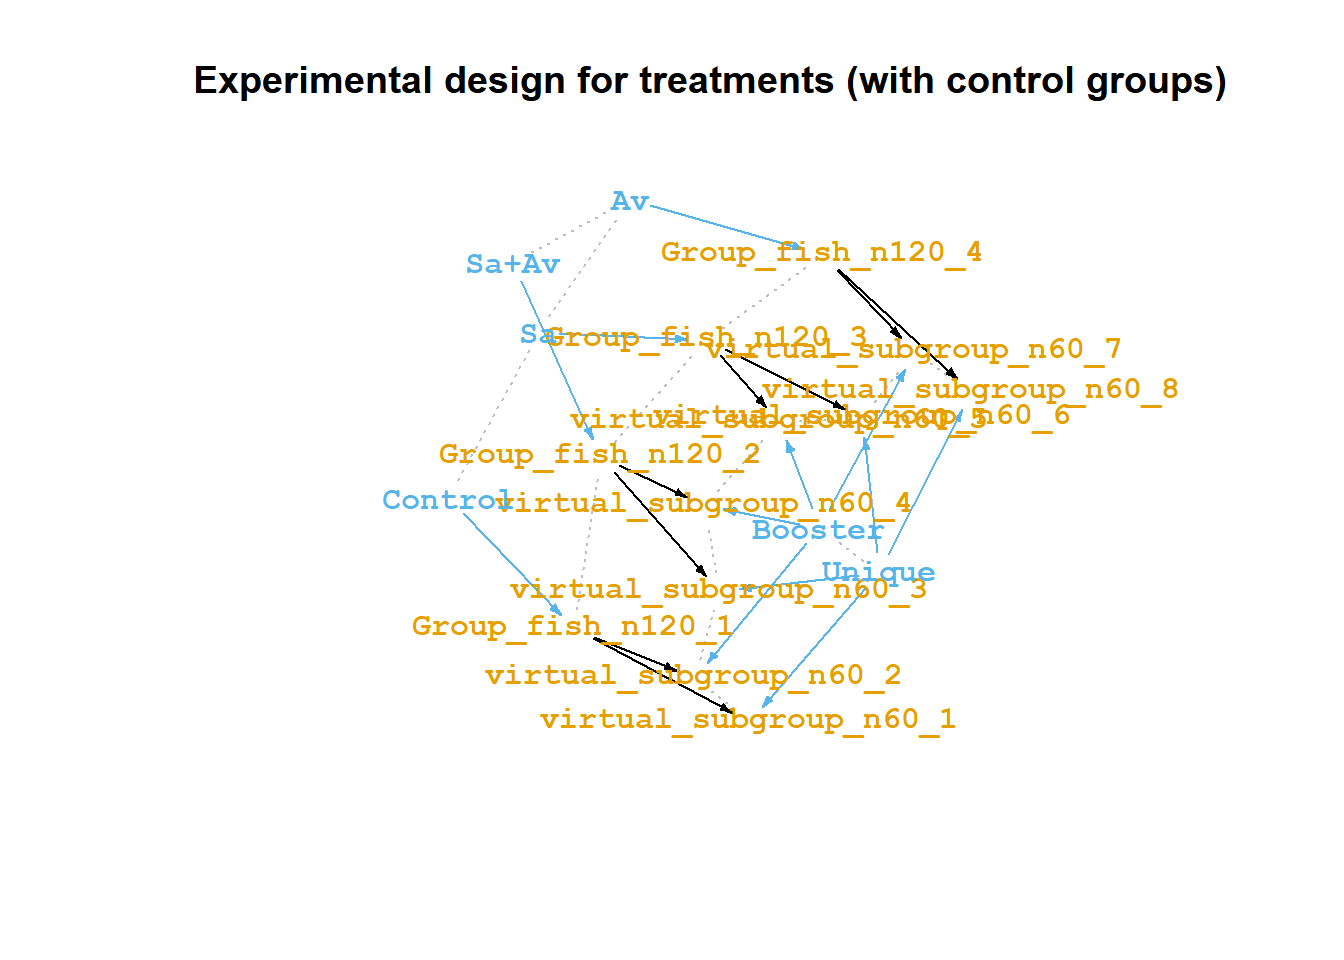 Experimental design for treatments (with control groups)
Av
Group_fish_n120_4
Sa+Av
Sa
Group_fish_n120_3
virtual_subgroup_n60_7
virtual_subgroup_n60_8
virtual_subgroup_n60_6
virtual_subgroup_n60_5
Group_fish_n120_2
Control
virtual_subgroup_n60_4
Booster
Unique
virtual_subgroup_n60_3
Group_fish_n120_1
virtual_subgroup_n60_2
virtual_subgroup_n60_1